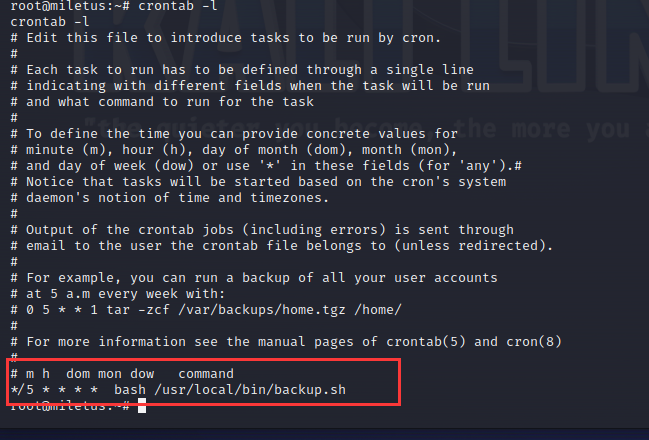 root@miletus:~# crontab -l
crontab -l
# Edit this file to introduce tasks to be run by cron.
#
# Each task to run has to be defined through a single line
# indicating with different fields when the task will be run
# and what command to run for the task
#
# To define the time you can provide concrete values for
# minute (m), hour (h), day of month (dom), month (mon),
# and day of week (dow) or use '*' in these fields (for 'any').#
# Notice that tasks will be started based on the cron's system
# daemon's notion of time and timezones.
#
# Output of the crontab jobs (including errors) is sent through
# email to the user the crontab file belongs to (unless redirected).
#
# For example, you can run a backup of all your user accounts
# at 5 a.m every week with:
# 0 5 * * 1 tar -zcf /var/backups/home.tgz /home/
#
# For more information see the manual pages of crontab(5) and cron(8)
#
# m h  dom mon dow   command
*/5 * * * *  bash /usr/local/bin/backup.sh
root@miletus:~#